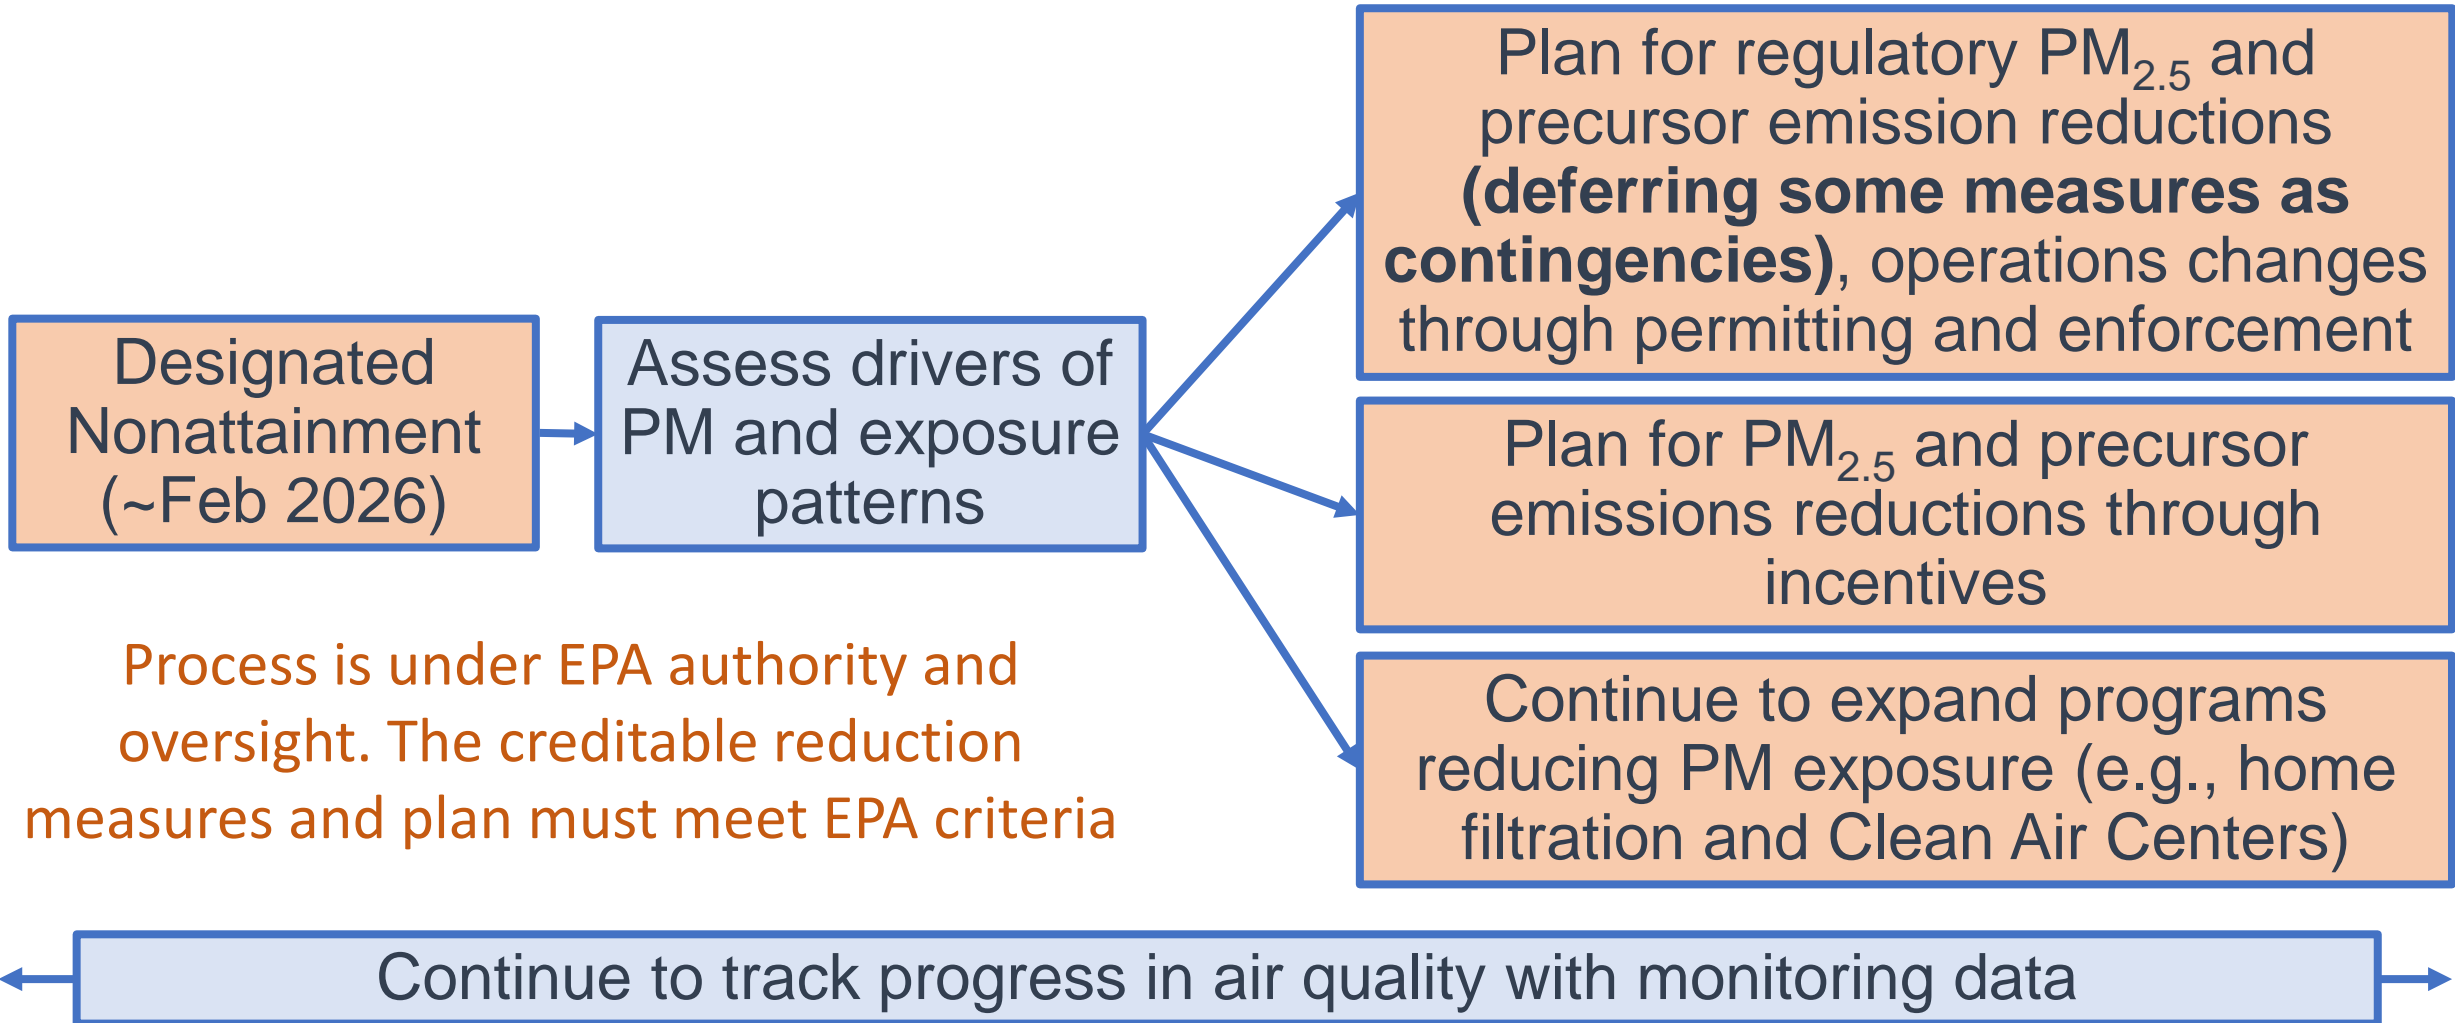 Designated
Nonattainment
(~Feb 2026)
Assess drivers of
PM and exposure
patterns
Plan for regulatory PM2.5 and
precursor emission reductions
(deferring some measures as
contingencies), operations changes
through permitting and enforcement
Plan for PM2.5 and precursor
emissions reductions through
incentives
Continue to expand programs
reducing PM exposure (e.g., home
filtration and Clean Air Centers)
Process is under EPA authority and
oversight. The creditable reduction
measures and plan must meet EPA criteria
Continue to track progress in air quality with monitoring data